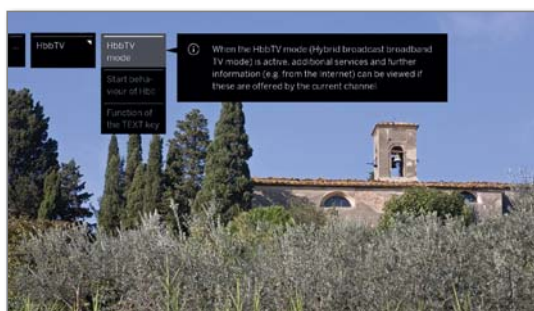 HbbTV
HbbTV
mode
When the HbbTV mode (Hybrid broadcast broadband
TV mode) is active, additional services and further
information (e.g. from the Internet) can be viewed if
these are offered by the current channel.
Start beha-
viour of Hbb
Function of
the TEXT key